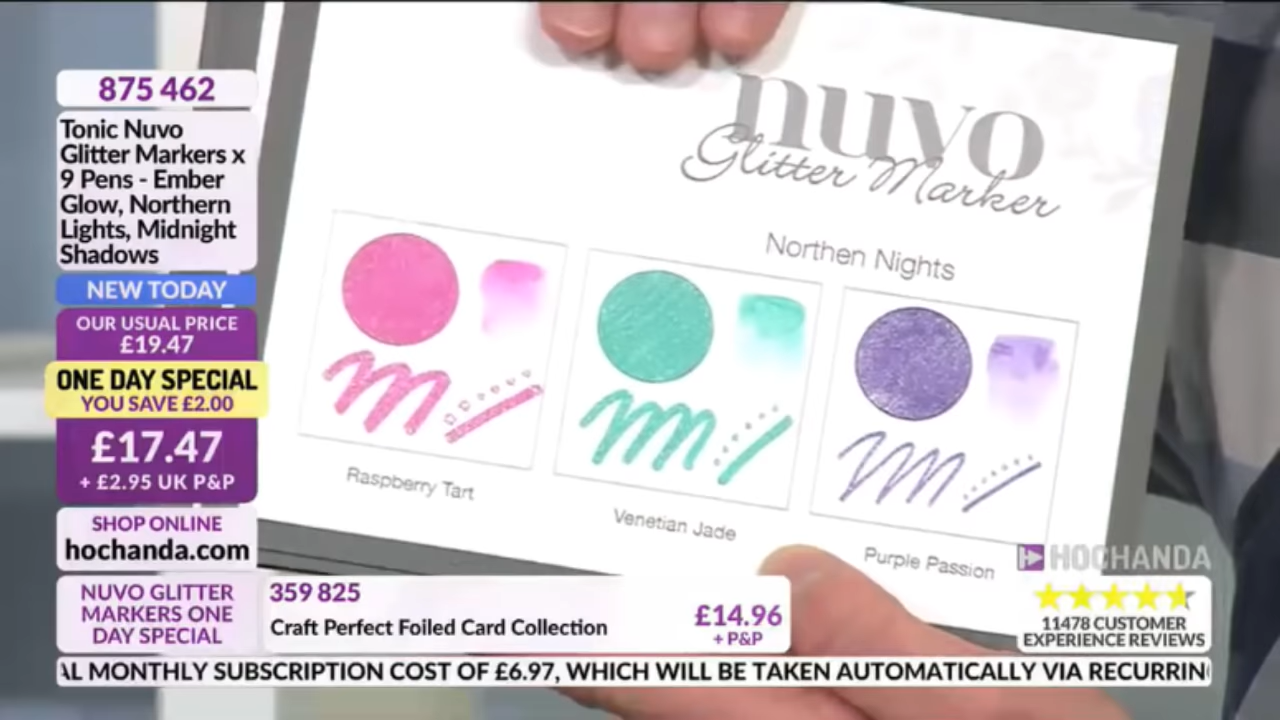 875 462
Tonic Nuvo
Glitter Markers x
9 Pens - Ember
Glow, Northern
Lights, Midnight
Shadows
NEW TODAY
OUR USUAL PRICE
£19.47
ONE DAY SPECIAL
YOU SAVE £2.00
£17.47
+ £2.95 UK P&P
SHOP ONLINE
hochanda.com
NUVO GLITTER
MARKERS ONE
DAY SPECIAL
nuvo
Glitter Marker
Northen Nights
Raspberry Tart
Venetian Jade
Purple Passion
HOCHANDA
359 825
Craft Perfect Foiled Card Collection
£14.96
+ P&P
11478 CUSTOMER
EXPERIENCE REVIEWS
AL MONTHLY SUBSCRIPTION COST OF £6.97, WHICH WILL BE TAKEN AUTOMATICALLY VIA RECURRIN